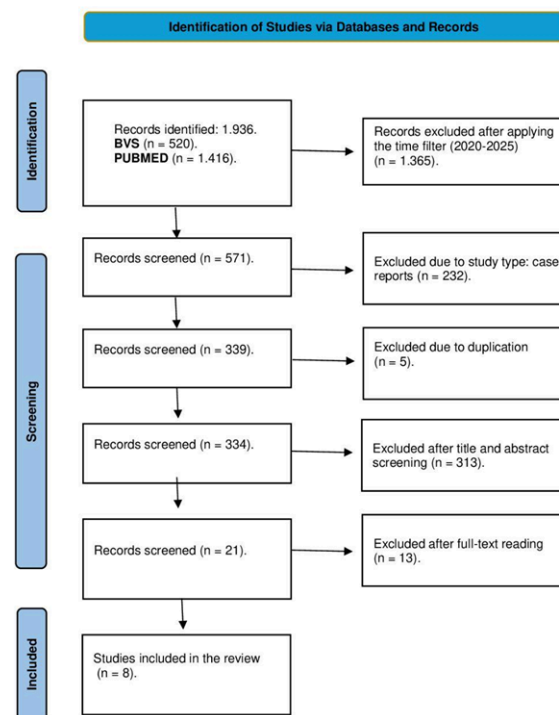 Identification of Studies via Databases and Records
Identification
Records identified: 1.936.
BVS (n = 520).
PUBMED (n = 1.416).
Records excluded after applying
the time filter (2020-2025)
(n = 1.365).
Screening
Records screened (n = 571).
Excluded due to study type: case
reports (n = 232).
Records screened (n = 339).
Excluded due to duplication
(n = 5).
Records screened (n = 334).
Excluded after title and abstract
screening (n = 313).
Records screened (n = 21).
Excluded after full-text reading
(n = 13).
Included
Studies included in the review
(n = 8).